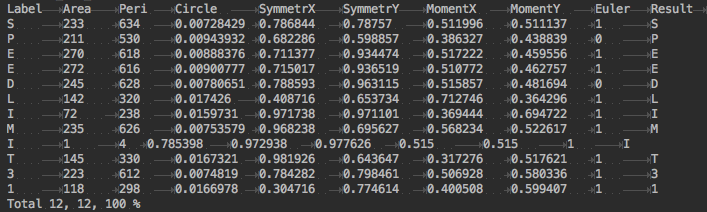 Label Area Peri Circle SymmetrX SymmetrY MomentX MomentY Euler Result
S 233 634 0.00728429 0.786844 0.78757 0.511996 0.511137 1 S
P 211 530 0.00943932 0.682286 0.598857 0.386327 0.438839 0 P
E 270 618 0.00888376 0.711377 0.934474 0.517222 0.459556 1 E
E 272 616 0.00900777 0.715017 0.936519 0.510772 0.462757 1 E
D 245 628 0.00780651 0.788593 0.963115 0.515857 0.481694 0 D
L 142 320 0.017426 0.408716 0.653734 0.712746 0.364296 1 L
I 72 238 0.0159731 0.971738 0.971101 0.369444 0.694722 1 I
M 235 626 0.00753579 0.968238 0.695627 0.568234 0.522617 1 M
I 1 4 0.785398 0.972938 0.977626 0.515 0.515 1 I
T 145 330 0.0167321 0.981926 0.643647 0.317276 0.517621 1 T
3 223 612 0.0074819 0.784282 0.798461 0.506928 0.580336 1 3
1 118 298 0.0166978 0.304716 0.774614 0.400508 0.599407 1 1
Total 12, 12, 100 %